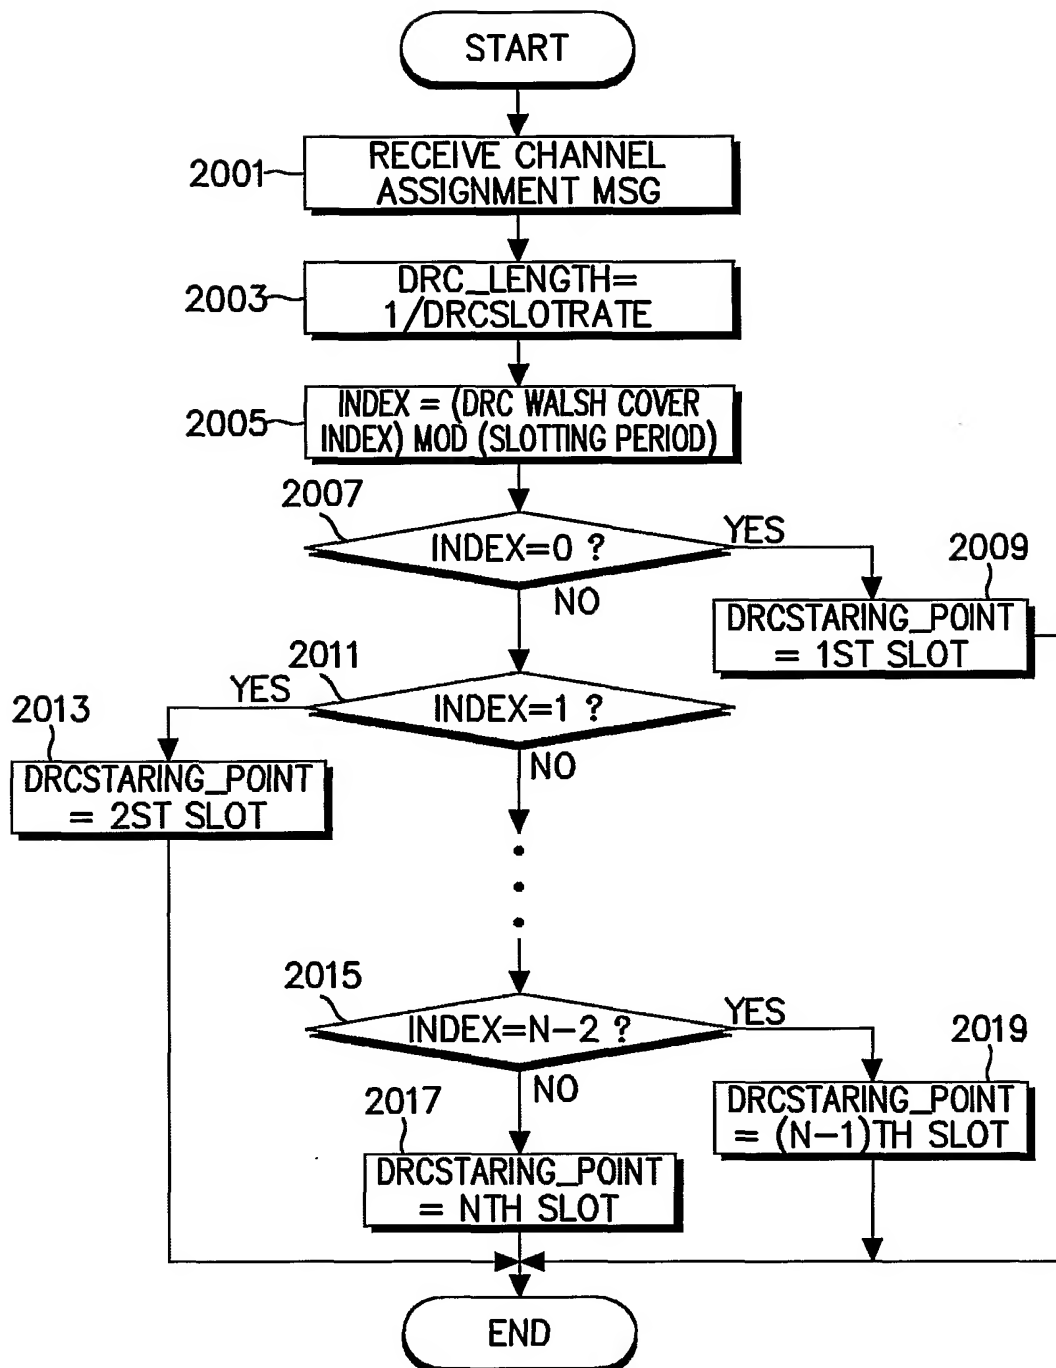 START
2001
RECEIVE CHANNEL
ASSIGNMENT MSG
2003
DRC_LENGTH=
1/DRCSLOTRATE
2005
INDEX = (DRC WALSH COVER
INDEX) MOD (SLOTTING PERIOD)
2007
INDEX=0 ?
YES
NO
2009
DRCSTARING_POINT
= 1ST SLOT
2011
INDEX=1 ?
YES
NO
2013
DRCSTARING_POINT
= 2ST SLOT
2015
INDEX=N-2 ?
YES
NO
2019
DRCSTARING_POINT
= (N-1)TH SLOT
2017
DRCSTARING_POINT
= NTH SLOT
END